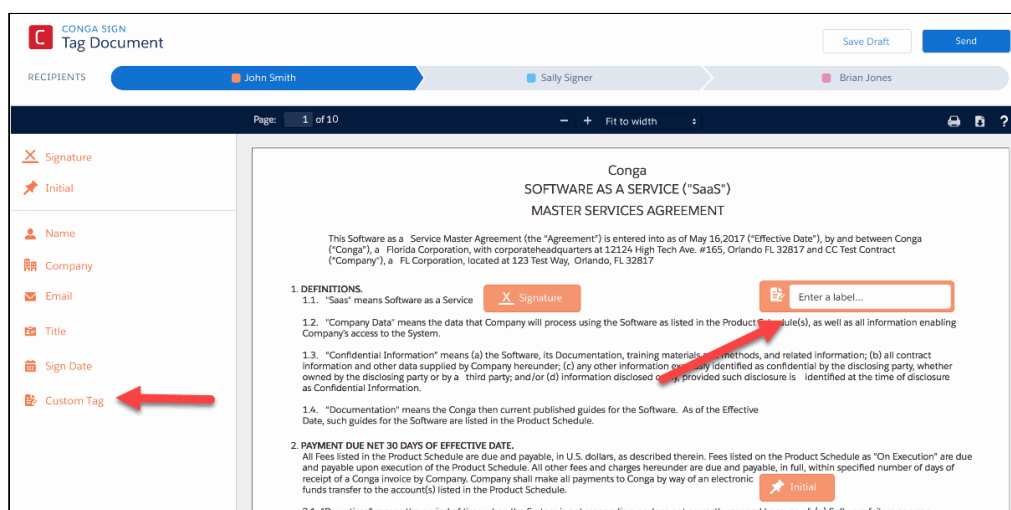 CONGA SIGN
Tag Document
Save Draft
Send
RECIPIENTS
John Smith
Sally Signer
Brian Jones
Page: 1 of 10
− + Fit to width
?
Signature
Initial
Name
Company
Email
Title
Sign Date
Custom Tag
Conga
SOFTWARE AS A SERVICE ("SaaS")
MASTER SERVICES AGREEMENT
This Software as a Service Master Agreement (the "Agreement") is entered into as of May 16,2017 ("Effective Date"), by and between Conga
("Conga"), a Florida Corporation, with corporateheadquarters at 12124 High Tech Ave. #165, Orlando FL 32817 and CC Test Contract
("Company"), a FL Corporation, located at 123 Test Way, Orlando, FL 32817
1. DEFINITIONS.
1.1. "Saas" means Software as a Service
Signature
Enter a label...
1.2. "Company Data" means the data that Company will process using the Software as listed in the Product Schedule(s), as well as all information enabling
Company's access to the System.
1.3. "Confidential Information" means (a) the Software, its Documentation, training materials and methods, and related information; (b) all contract
information and other data supplied by Company hereunder; (c) any other information identified as confidential by the disclosing party, whether
owned by the disclosing party or by a third party; and/or (d) information disclosed provided such disclosure is identified at the time of disclosure
as Confidential Information.
1.4. "Documentation" means the Conga then current published guides for the Software. As of the Effective
Date, such guides for the Software are listed in the Product Schedule.
2. PAYMENT DUE NET 30 DAYS OF EFFECTIVE DATE.
All Fees listed in the Product Schedule are due and payable, in U.S. dollars, as described therein. Fees listed on the Product Schedule as "On Execution" are due
and payable upon execution of the Product Schedule. All other fees and charges hereunder are due and payable, in full, within specified number of days of
receipt of a Conga invoice by Company. Company shall make all payments to Conga by way of an electronic
funds transfer to the account(s) listed in the Product Schedule.
Initial